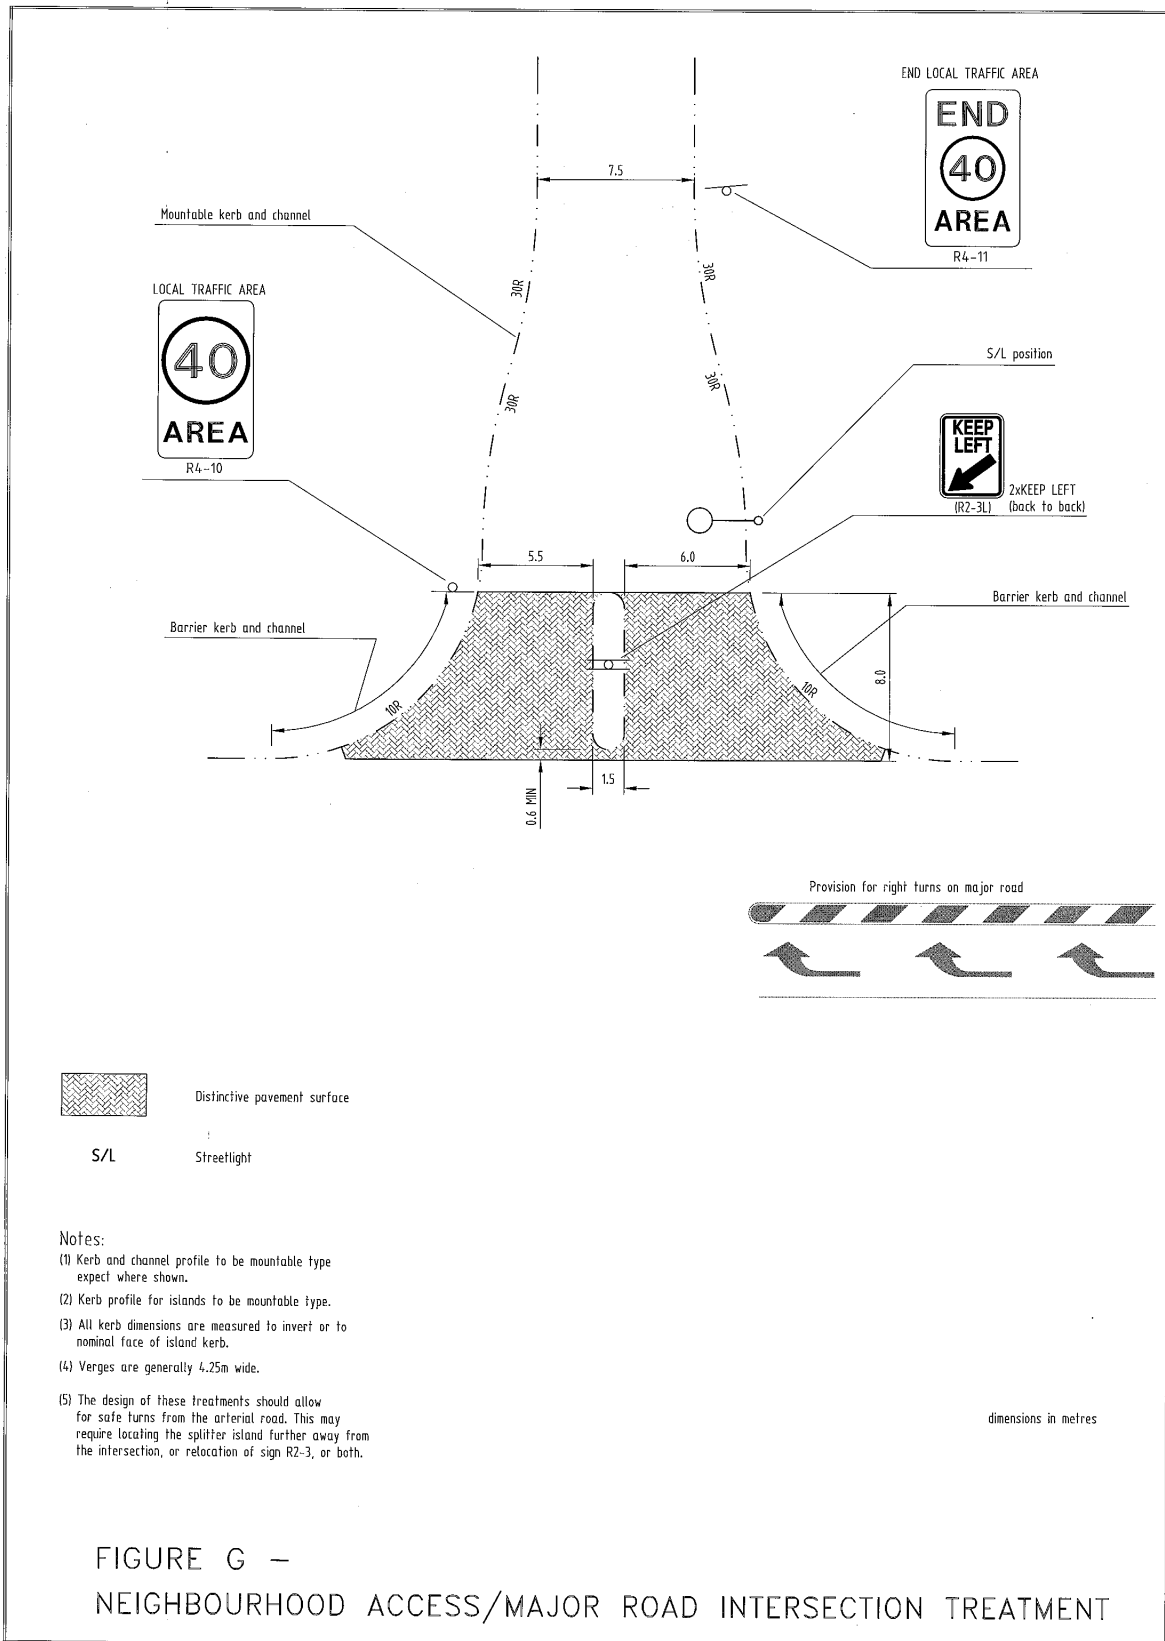 END LOCAL TRAFFIC AREA
END
40
AREA
R4-11
7.5
Mountable kerb and channel
30R
30R
LOCAL TRAFFIC AREA
40
AREA
R4-10
S/L position
30R
30R
KEEP
LEFT
(R2-3L)
2xKEEP LEFT
(back to back)
5.5
6.0
Barrier kerb and channel
Barrier kerb and channel
8.0
10R
10R
1.5
0.6 MIN
Provision for right turns on major road
Distinctive pavement surface
S/L
Streetlight
Notes:
(1) Kerb and channel profile to be mountable type
expect where shown.
(2) Kerb profile for islands to be mountable type.
(3) All kerb dimensions are measured to invert or to
nominal face of island kerb.
(4) Verges are generally 4.25m wide.
(5) The design of these treatments should allow
for safe turns from the arterial road. This may
require locating the splitter island further away from
the intersection, or relocation of sign R2-3, or both.
dimensions in metres
FIGURE G –
NEIGHBOURHOOD ACCESS/MAJOR ROAD INTERSECTION TREATMENT